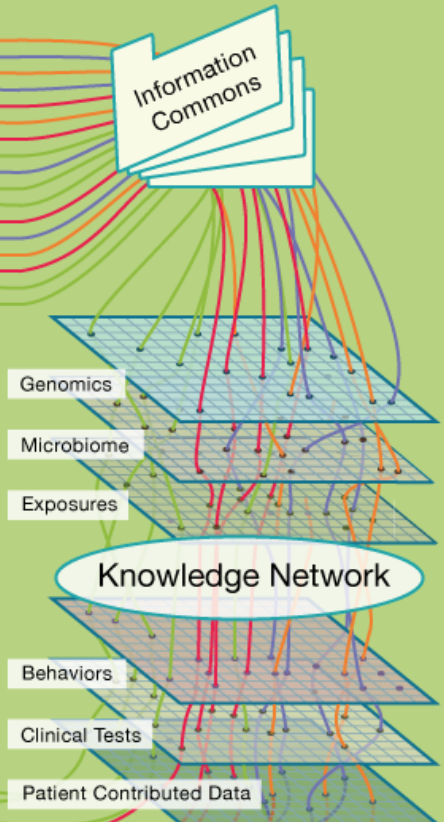 Information
Commons
Genomics
Microbiome
Exposures
Knowledge Network
Behaviors
Clinical Tests
Patient Contributed Data